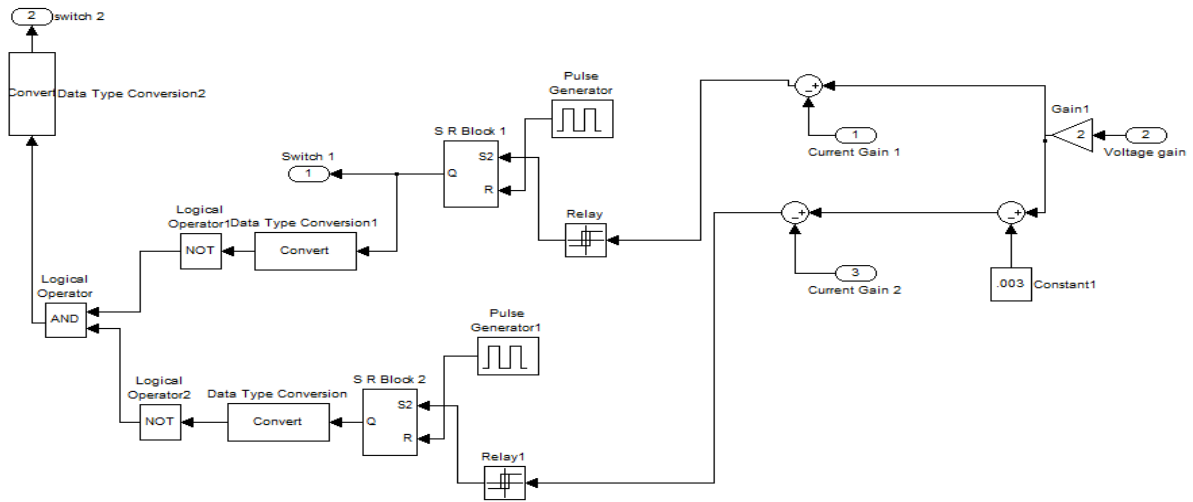 2
switch 2
Convert
Data Type Conversion2
Pulse
Generator
S R Block 1
S2
Q
R
Switch 1
1
Relay
Logical
Operator1
NOT
Data Type Conversion1
Convert
Logical
Operator
AND
-
+
1
Current Gain 1
Gain1
2
2
Voltage gain
-
+
-
+
3
Current Gain 2
.003
Constant1
Pulse
Generator1
S R Block 2
S2
Q
R
Logical
Operator2
NOT
Data Type Conversion
Convert
Relay1